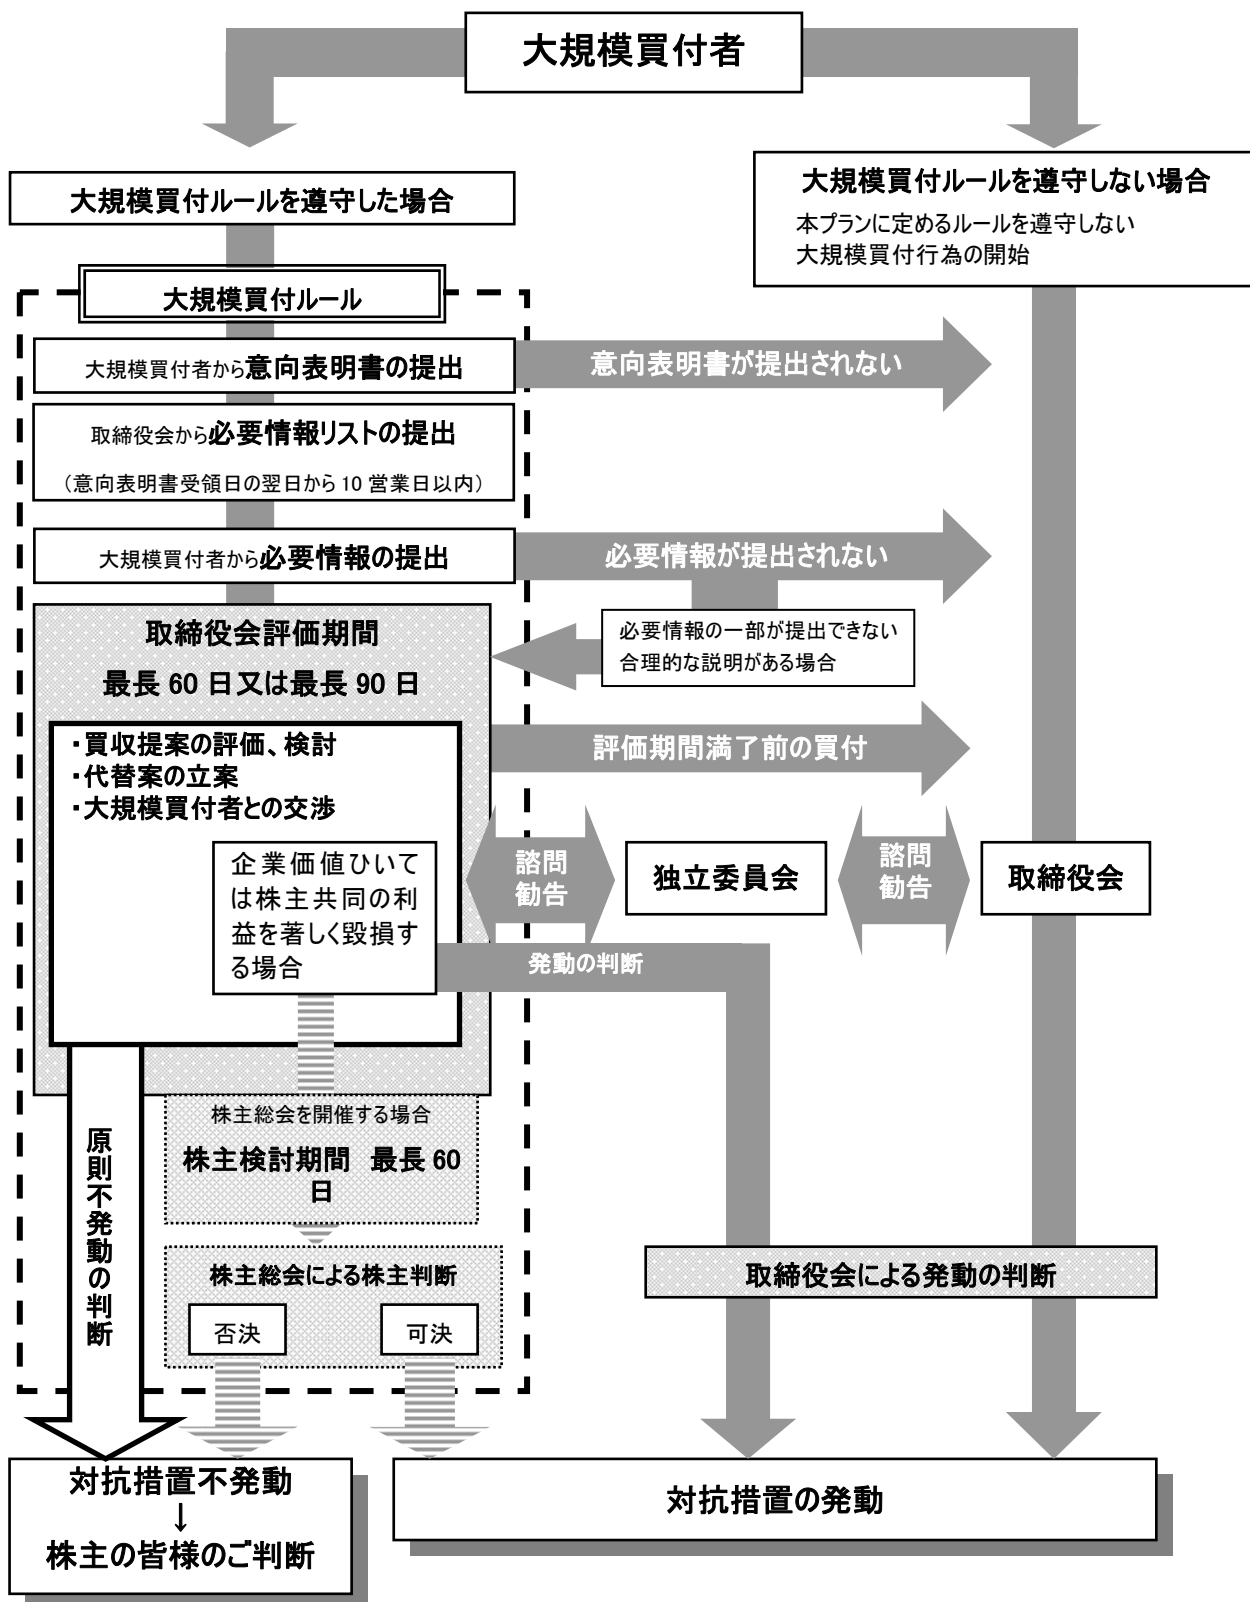 大規模買付者
大規模買付ルールを遵守した場合
大規模買付ルールを遵守しない場合
本プランに定めるルールを遵守しない
大規模買付行為の開始
大規模買付ルール
大規模買付者から意向表明書の提出
意向表明書が提出されない
取締役会から必要情報リストの提出
（意向表明書受領日の翌日から 10 営業日以内）
大規模買付者から必要情報の提出
必要情報が提出されない
必要情報の一部が提出できない
合理的な説明がある場合
取締役会評価期間
最長 60 日又は最長 90 日
・買収提案の評価、検討
・代替案の立案
・大規模買付者との交渉
評価期間満了前の買付
企業価値ひいて
は株主共同の利
益を著しく毀損す
る場合
諮問
勧告
独立委員会
諮問
勧告
取締役会
発動の判断
株主総会を開催する場合
株主検討期間　最長 60
日
原則不発動の判断
株主総会による株主判断
否決
可決
取締役会による発動の判断
対抗措置不発動
↓
株主の皆様のご判断
対抗措置の発動